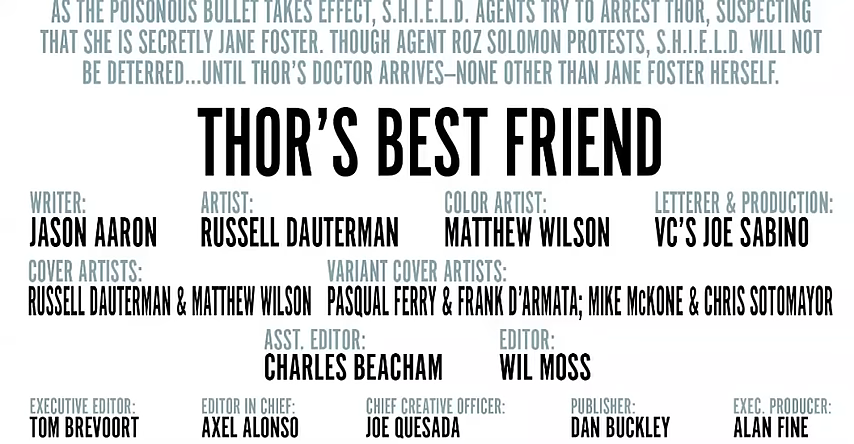 AS THE POISONOUS BULLET TAKES EFFECT, S.H.I.E.L.D. AGENTS TRY TO ARREST THOR, SUSPECTING
THAT SHE IS SECRETLY JANE FOSTER. THOUGH AGENT ROZ SOLOMON PROTESTS, S.H.I.E.L.D. WILL NOT
BE DETERRED...UNTIL THOR'S DOCTOR ARRIVES—NONE OTHER THAN JANE FOSTER HERSELF.
THOR'S BEST FRIEND
WRITER: ARTIST: COLOR ARTIST: LETTERER & PRODUCTION:
JASON AARON RUSSELL DAUTERMAN MATTHEW WILSON VC'S JOE SABINO
COVER ARTISTS: VARIANT COVER ARTISTS:
RUSSELL DAUTERMAN & MATTHEW WILSON PASQUAL FERRY & FRANK D'ARMATA; MIKE McKONE & CHRIS SOTOMAYOR
ASST. EDITOR: EDITOR:
CHARLES BEACHAM WIL MOSS
EXECUTIVE EDITOR: EDITOR IN CHIEF: CHIEF CREATIVE OFFICER: PUBLISHER: EXEC. PRODUCER:
TOM BREVOORT AXEL ALONSO JOE QUESADA DAN BUCKLEY ALAN FINE